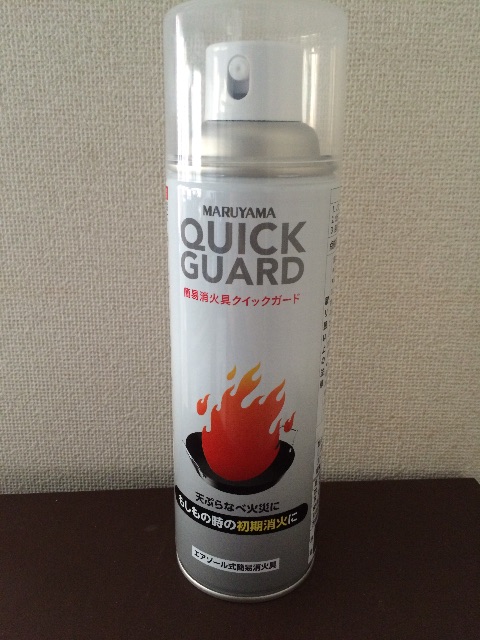 MARUYAMA
QUICK
GUARD
簡易消火具クイックガード
天ぷらなべ火災に
もしもの時の初期消火に
エアゾール式簡易消火具